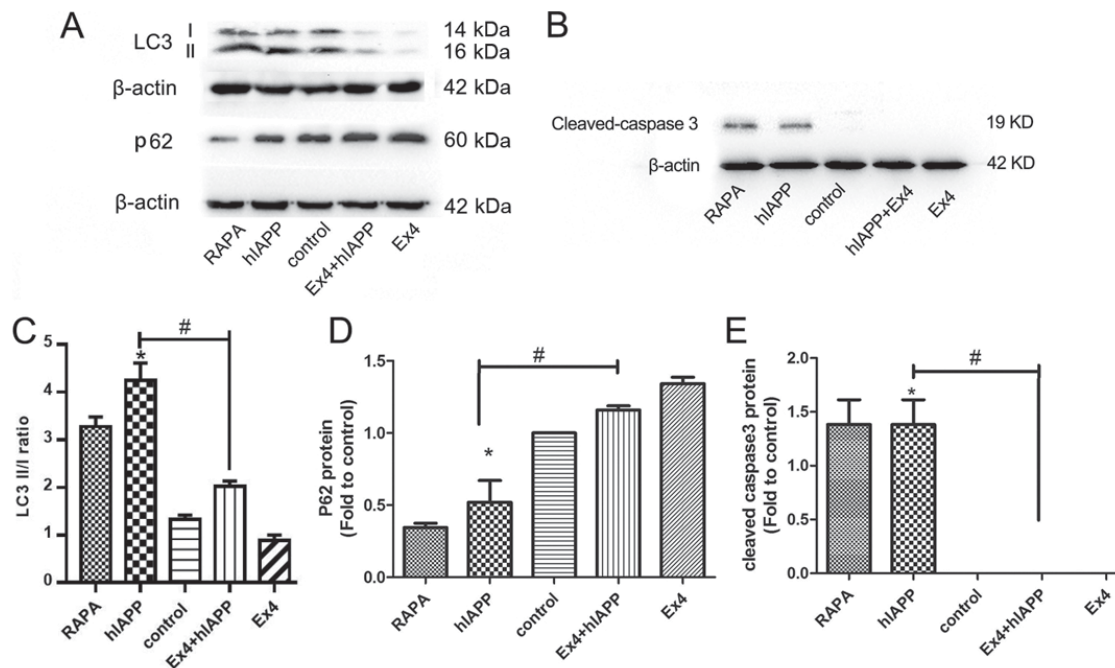 A
LC3 I 14 kDa
II 16 kDa
β-actin 42 kDa
p62 60 kDa
β-actin 42 kDa
RAPA hIAPP control Ex4+hIAPP Ex4
B
Cleaved-caspase 3 19 KD
β-actin 42 KD
RAPA hIAPP control hIAPP+Ex4 Ex4
C
LC3 II/I ratio
5
4
3
2
1
0
*
#
RAPA hIAPP control Ex4+hIAPP Ex4
D
P62 protein
(Fold to control)
1.5
1.0
0.5
0.0
*
#
RAPA hIAPP control Ex4+hIAPP Ex4
E
cleaved caspase3 protein
(Fold to control)
2.0
1.5
1.0
0.5
0.0
*
#
RAPA hIAPP control Ex4+hIAPP Ex4